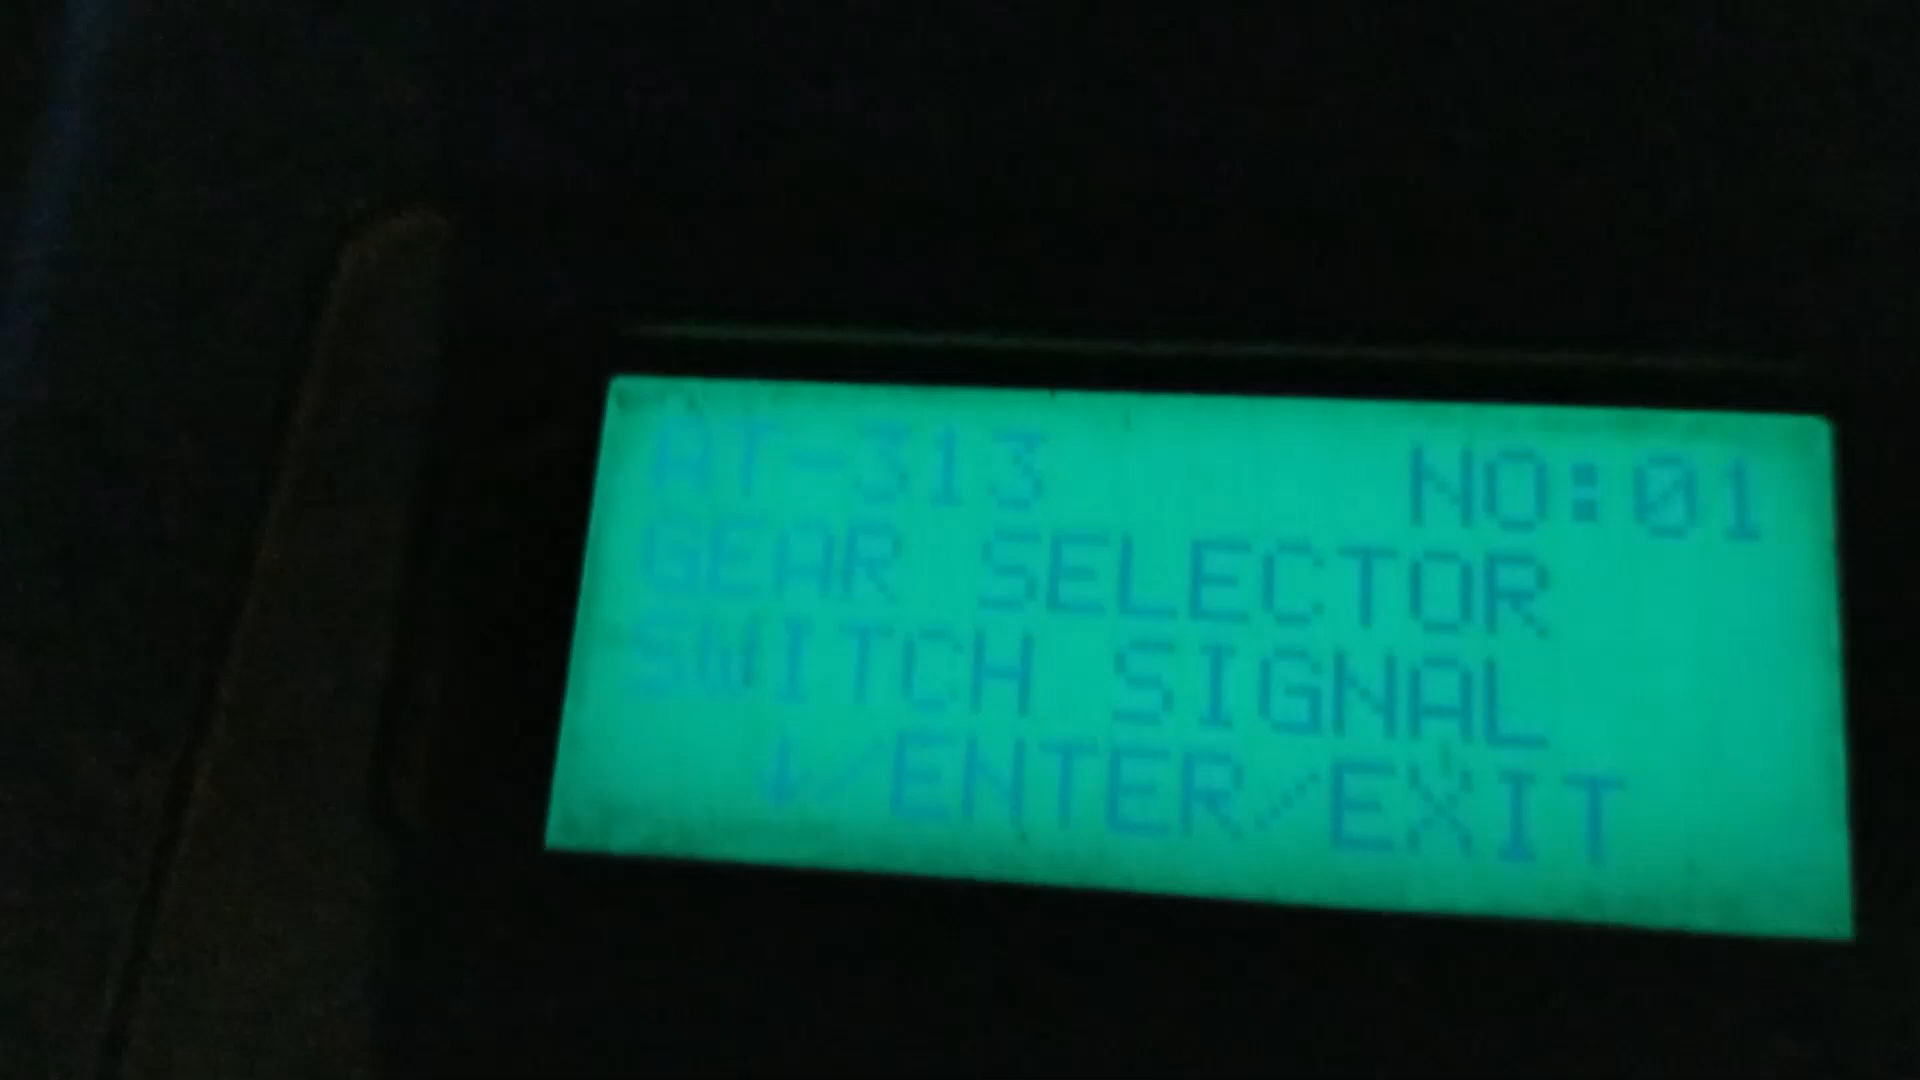 AT-313 NO:01
GEAR SELECTOR
SWITCH SIGNAL
↓/ENTER/EXIT